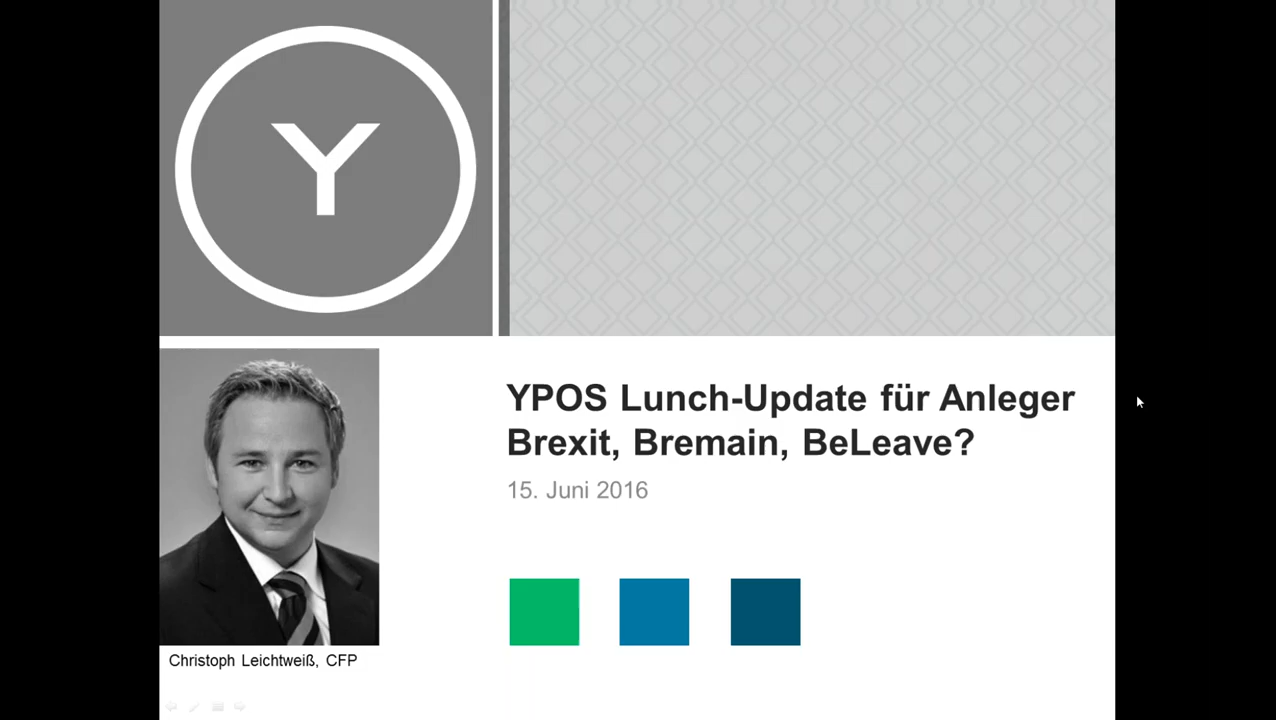 Y
YPOS Lunch-Update für Anleger
Brexit, Bremain, BeLeave?
15. Juni 2016
Christoph Leichtweiß, CFP